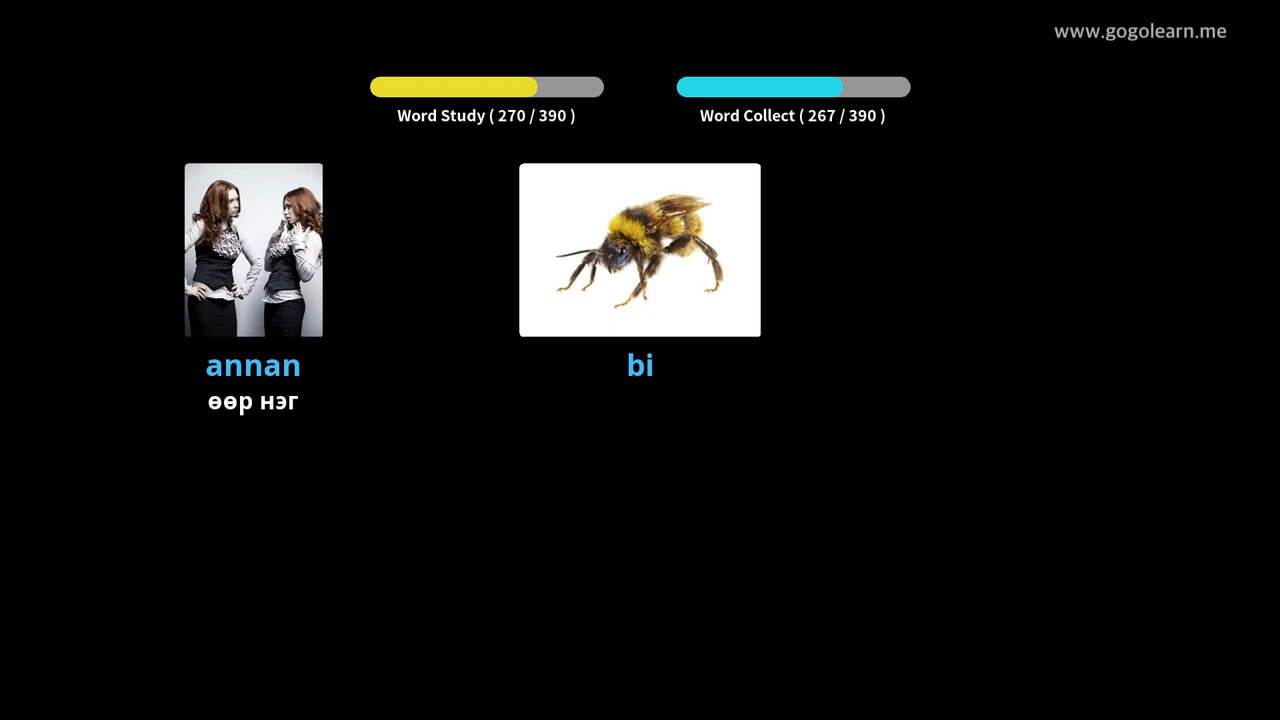 www.gogolearn.me
Word Study ( 270 / 390 )
Word Collect ( 267 / 390 )
annan
өөр нэг
bi